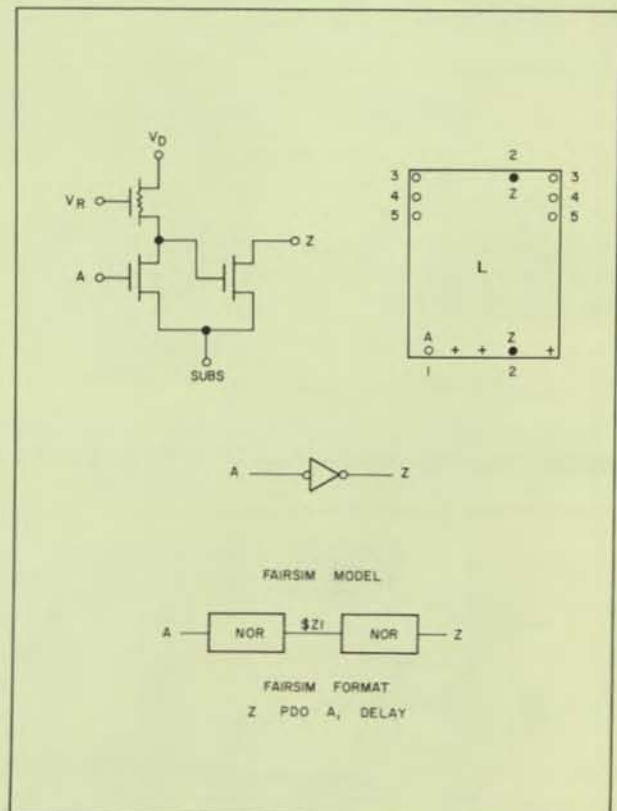 VD
VR
A
Z
SUBS
2
3 Z 3
4 4
5 5
L
A Z
+ + +
1 2
A Z
FAIRSIM MODEL
A NOR $Z1 NOR Z
FAIRSIM FORMAT
Z PDO A, DELAY